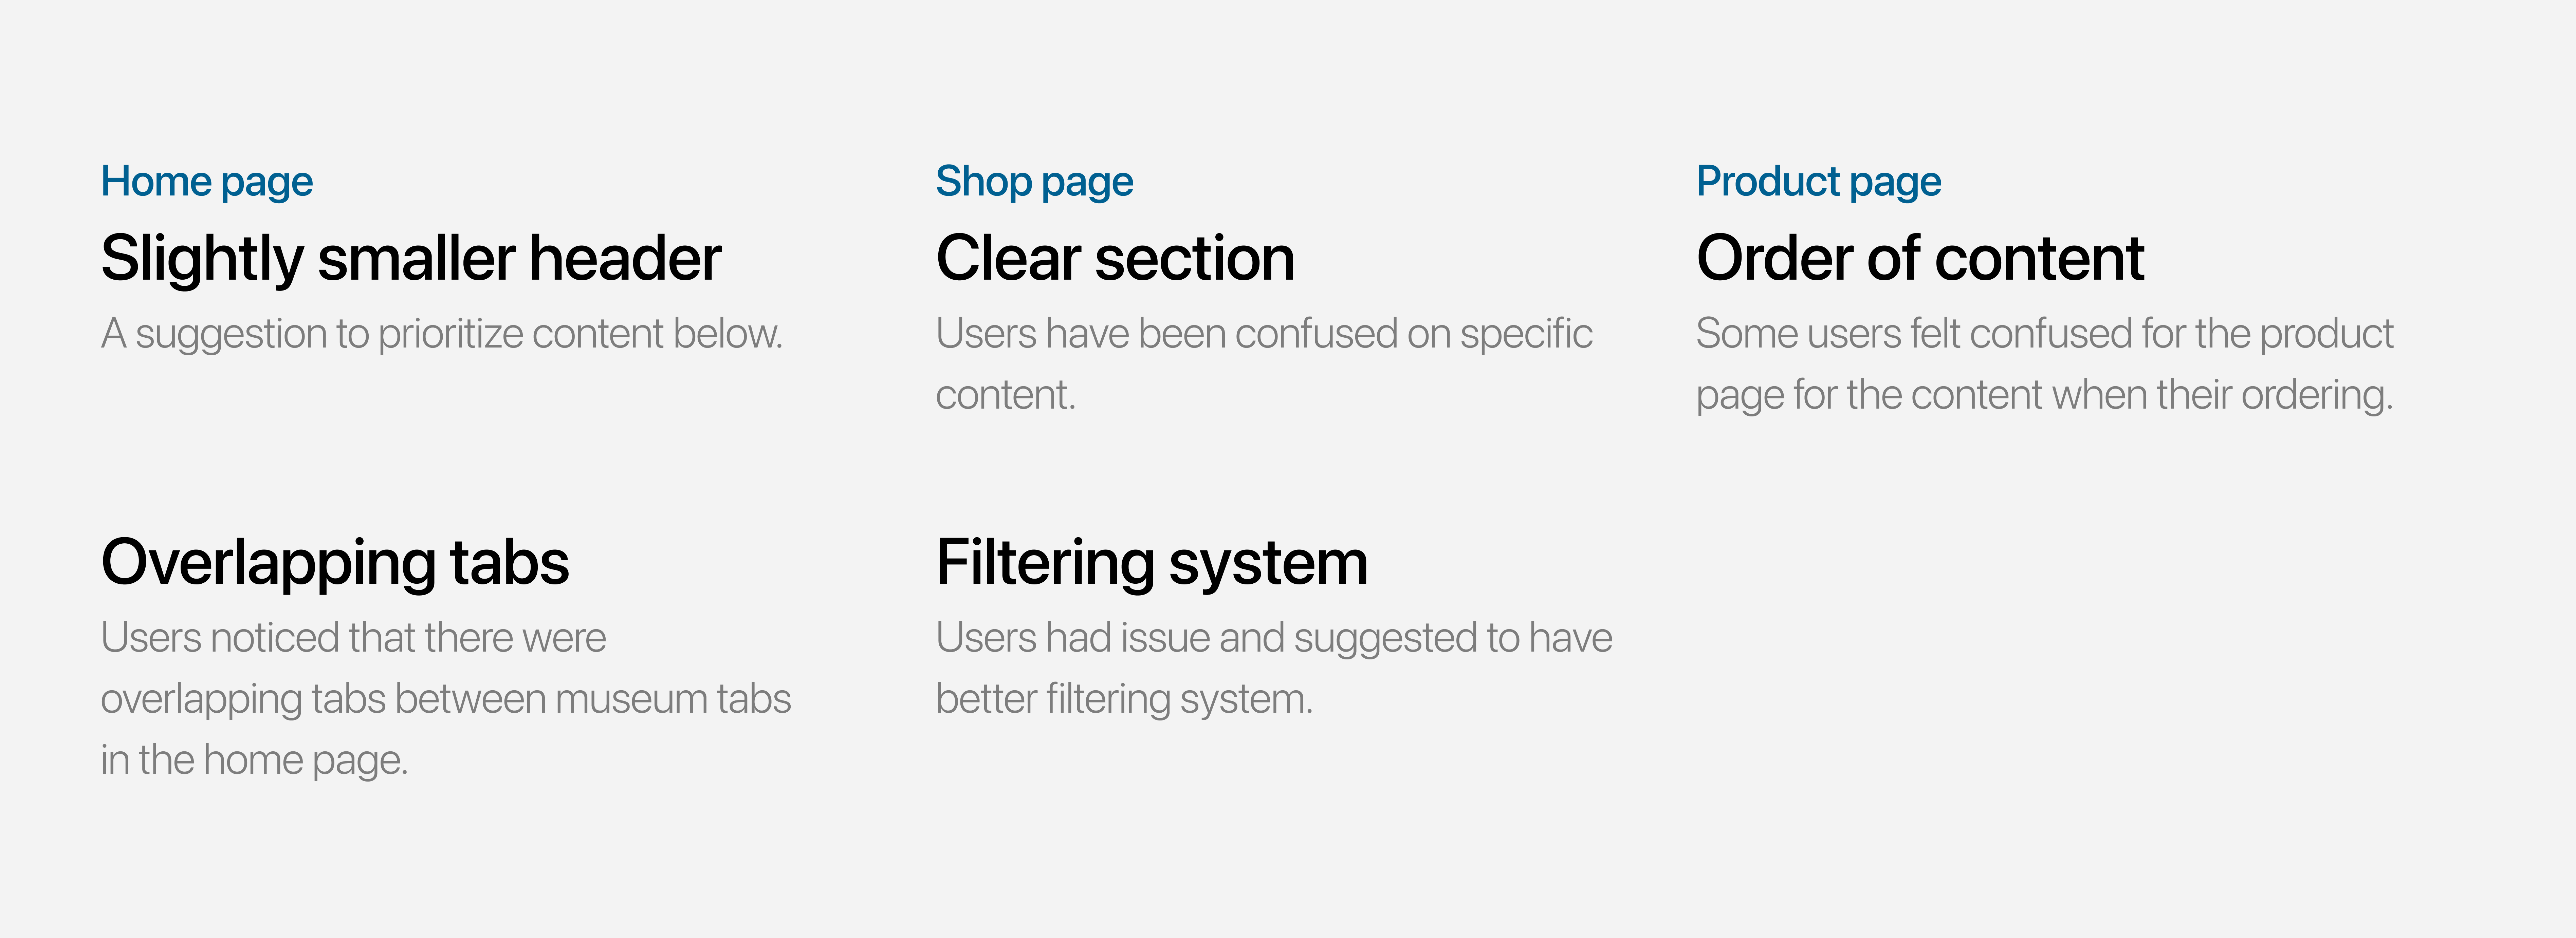 Home page
Slightly smaller header
A suggestion to prioritize content below.
Overlapping tabs
Users noticed that there were
overlapping tabs between museum tabs
in the home page.
Shop page
Clear section
Users have been confused on specific
content.
Filtering system
Users had issue and suggested to have
better filtering system.
Product page
Order of content
Some users felt confused for the product
page for the content when their ordering.